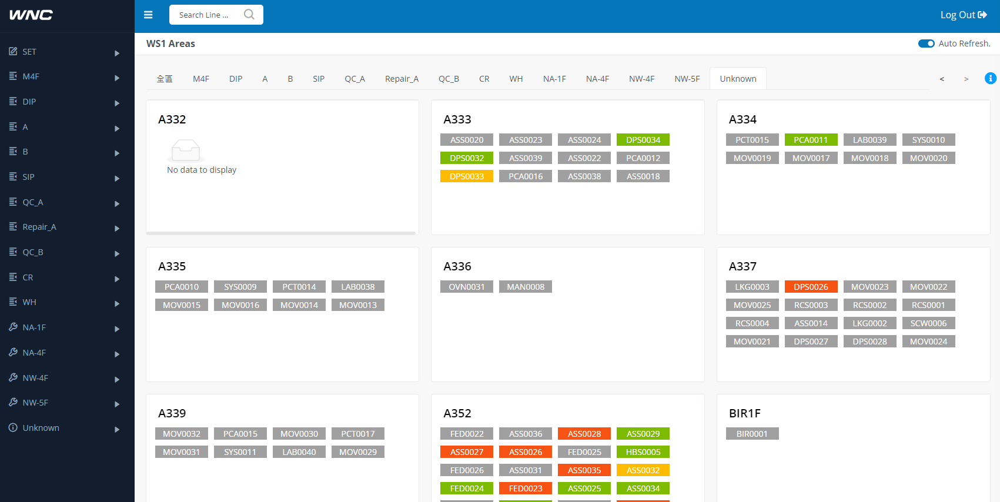 WNC
Search Line ...
Log Out
WS1 Areas
Auto Refresh.
SET
M4F
DIP
A
B
SIP
QC_A
Repair_A
QC_B
CR
WH
NA-1F
NA-4F
NW-4F
NW-5F
Unknown
全區 M4F DIP A B SIP QC_A Repair_A QC_B CR WH NA-1F NA-4F NW-4F NW-5F Unknown < >
A332
No data to display
A333
ASS0020 ASS0023 ASS0024 DPS0034
DPS0032 ASS0039 ASS0022 PCA0012
DPS0033 PCA0016 ASS0038 ASS0018
A334
PCT0015 PCA0011 LAB0039 SYS0010
MOV0019 MOV0017 MOV0018 MOV0020
A335
PCA0010 SYS0009 PCT0014 LAB0038
MOV0015 MOV0016 MOV0014 MOV0013
A336
OVN0031 MAN0008
A337
LKG0003 DPS0026 MOV0023 MOV0022
MOV0025 RCS0003 RCS0002 RCS0001
RCS0004 ASS0014 LKG0002 SCW0006
MOV0021 DPS0027 DPS0028 MOV0024
A339
MOV0032 PCA0015 MOV0030 PCT0017
MOV0031 SYS0011 LAB0040 MOV0029
A352
FED0022 ASS0036 ASS0028 ASS0029
ASS0027 ASS0026 FED0025 HBS0005
FED0026 ASS0031 ASS0035 ASS0032
FED0024 FED0023 ASS0025 ASS0034
BIR1F
BIR0001